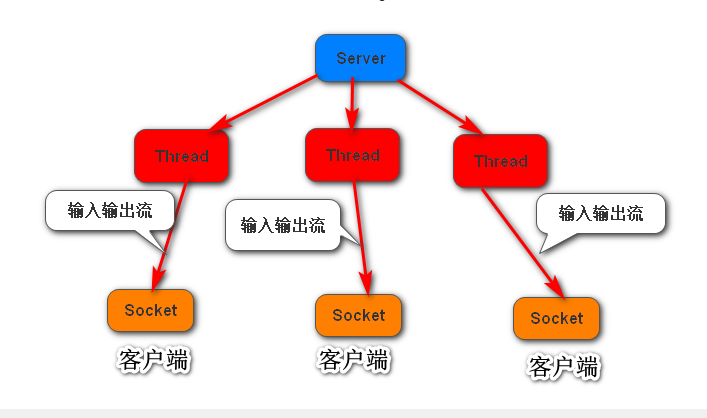 Server
Thread
Thread
Thread
输入输出流
输入输出流
输入输出流
Socket
Socket
Socket
客户端
客户端
客户端